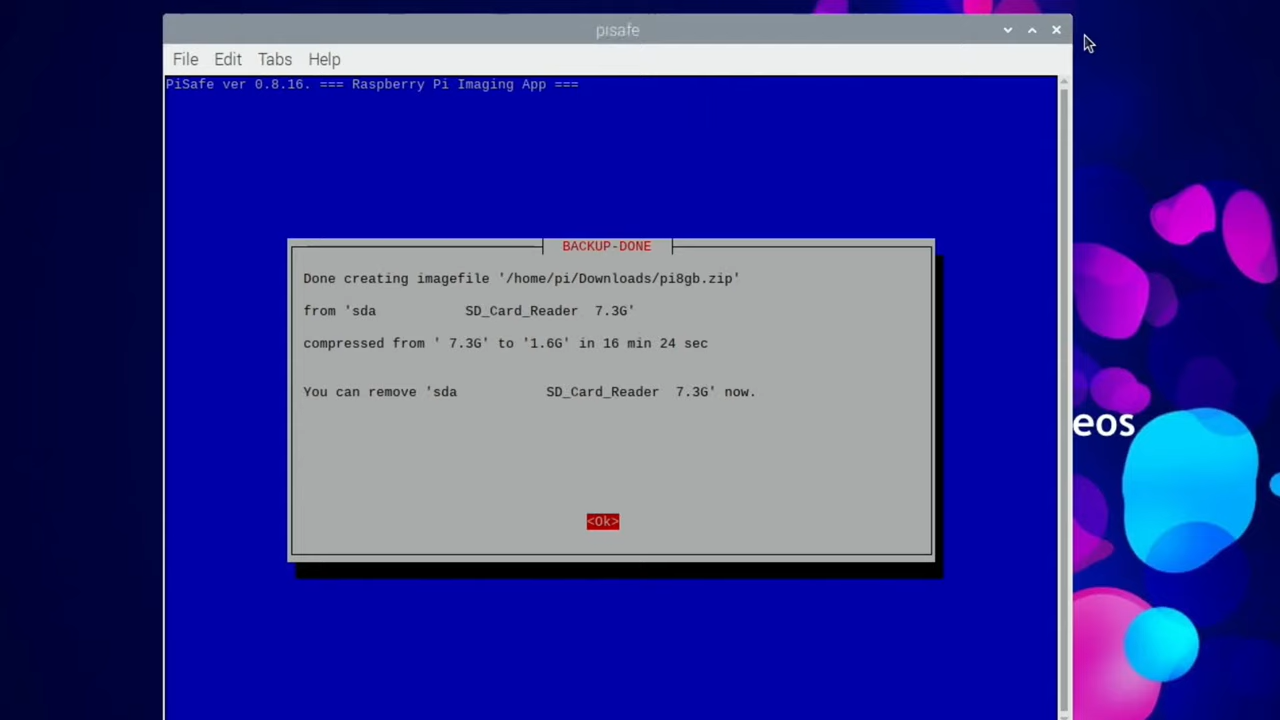 pisafe
File Edit Tabs Help
PiSafe ver 0.8.16. === Raspberry Pi Imaging App ===
BACKUP-DONE
Done creating imagefile '/home/pi/Downloads/pi8gb.zip'
from 'sda          SD_Card_Reader  7.3G'
compressed from ' 7.3G' to '1.6G' in 16 min 24 sec
You can remove 'sda          SD_Card_Reader  7.3G' now.
eos
<Ok>